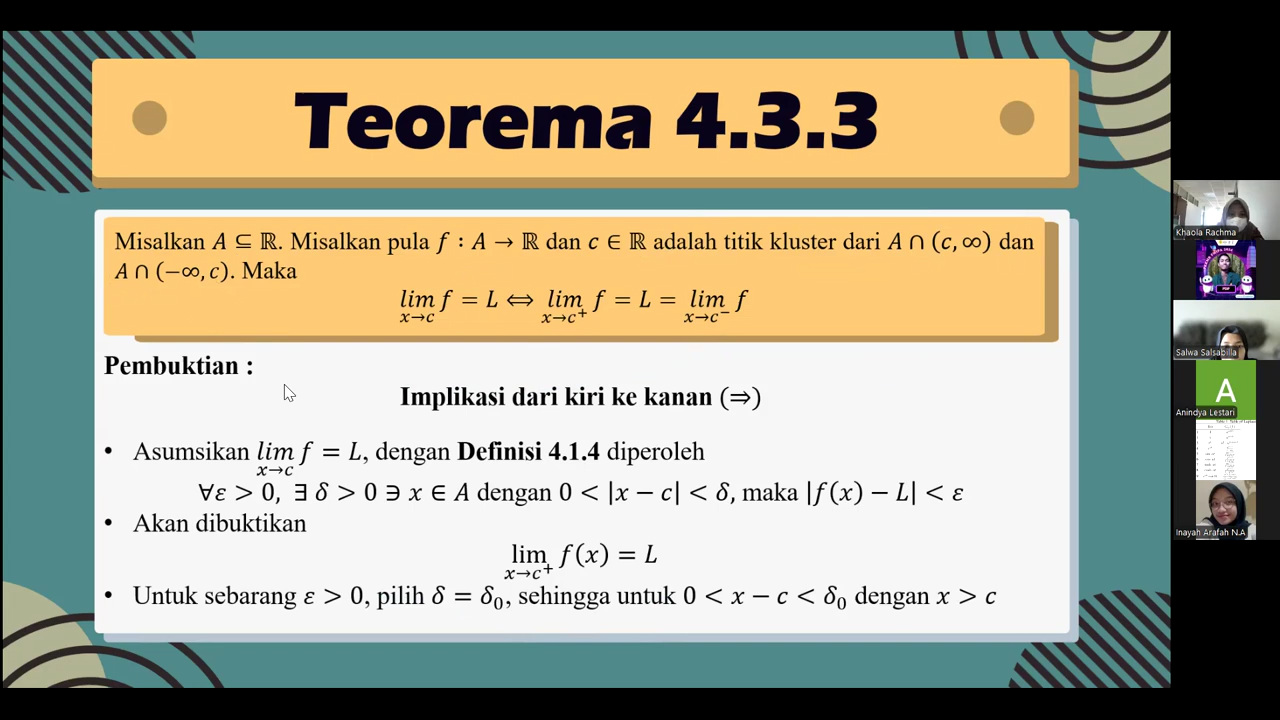 Teorema 4.3.3
Misalkan A ⊆ ℝ. Misalkan pula f : A → ℝ dan c ∈ ℝ adalah titik kluster dari A ∩ (c, ∞) dan
A ∩ (−∞, c). Maka
lim f = L ⟺ lim f = L = lim f
x→c x→c⁺ x→c⁻
Pembuktian :
Implikasi dari kiri ke kanan (⇒)
• Asumsikan lim f = L, dengan Definisi 4.1.4 diperoleh
x→c
∀ε > 0, ∃ δ > 0 ∋ x ∈ A dengan 0 < |x − c| < δ, maka |f(x) − L| < ε
• Akan dibuktikan
lim f(x) = L
x→c⁺
• Untuk sebarang ε > 0, pilih δ = δ₀, sehingga untuk 0 < x − c < δ₀ dengan x > c
Khaola Rachma
Salwa Salsabilla
A
Anindya Lestari
Inayah Arafah N.A